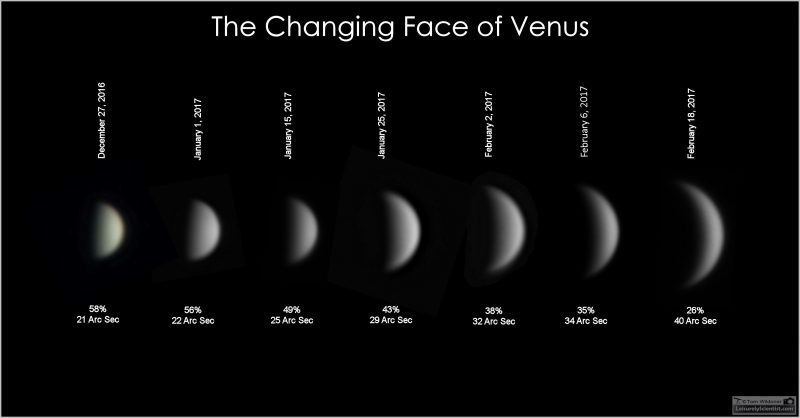 The Changing Face of Venus
December 27, 2016
January 1, 2017
January 15, 2017
January 25, 2017
February 2, 2017
February 6, 2017
February 18, 2017
58%
21 Arc Sec
56%
22 Arc Sec
49%
25 Arc Sec
43%
29 Arc Sec
38%
32 Arc Sec
35%
34 Arc Sec
26%
40 Arc Sec
© Tom Wildoner
LeisurelyScientist.com